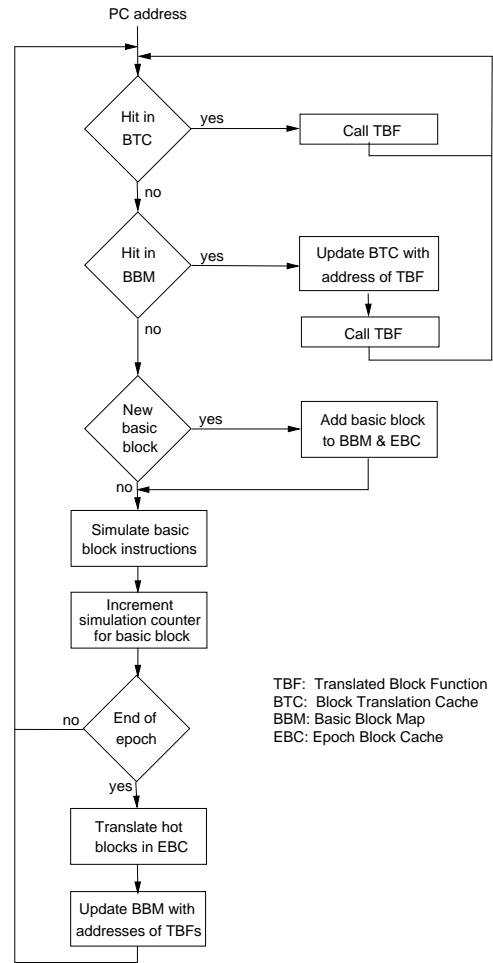 PC address
Hit in
BTC
yes
Call TBF
no
Hit in
BBM
yes
Update BTC with
address of TBF
Call TBF
no
New
basic
block
yes
Add basic block
to BBM & EBC
no
Simulate basic
block instructions
Increment
simulation counter
for basic block
End of
epoch
no
yes
TBF: Translated Block Function
BTC: Block Translation Cache
BBM: Basic Block Map
EBC: Epoch Block Cache
Translate hot
blocks in EBC
Update BBM with
addresses of TBFs